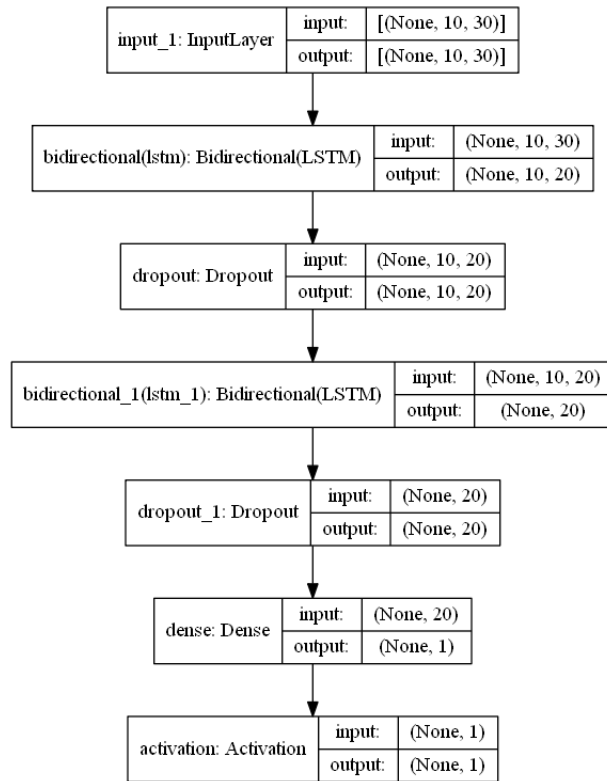 input_1: InputLayer
input:
[(None, 10, 30)]
output:
[(None, 10, 30)]
bidirectional(lstm): Bidirectional(LSTM)
input:
(None, 10, 30)
output:
(None, 10, 20)
dropout: Dropout
input:
(None, 10, 20)
output:
(None, 10, 20)
bidirectional_1(lstm_1): Bidirectional(LSTM)
input:
(None, 10, 20)
output:
(None, 20)
dropout_1: Dropout
input:
(None, 20)
output:
(None, 20)
dense: Dense
input:
(None, 20)
output:
(None, 1)
activation: Activation
input:
(None, 1)
output:
(None, 1)